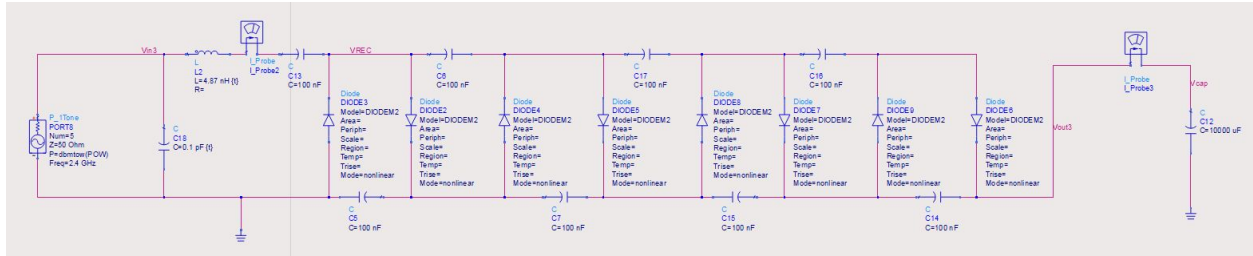 Vin3
L
L2
L=4.87 nH {t}
R=
I_Probe
I_Probe2
C
C13
C=100 nF
VREC
C
C6
C=100 nF
C
C17
C=100 nF
C
C16
C=100 nF
I_Probe
I_Probe3
Vcap
P_1Tone
PORT8
Num=5
Z=50 Ohm
P=dbmtow(POW)
Freq=2.4 GHz
C
C18
C=0.1 pF {t}
Diode
DIODE3
Model=DIODEM2
Area=
Periph=
Scale=
Region=
Temp=
Trise=
Mode=nonlinear
Diode
DIODE2
Model=DIODEM2
Area=
Periph=
Scale=
Region=
Temp=
Trise=
Mode=nonlinear
Diode
DIODE4
Model=DIODEM2
Area=
Periph=
Scale=
Region=
Temp=
Trise=
Mode=nonlinear
Diode
DIODE5
Model=DIODEM2
Area=
Periph=
Scale=
Region=
Temp=
Trise=
Mode=nonlinear
Diode
DIODE8
Model=DIODEM2
Area=
Periph=
Scale=
Region=
Temp=
Trise=
Mode=nonlinear
Diode
DIODE7
Model=DIODEM2
Area=
Periph=
Scale=
Region=
Temp=
Trise=
Mode=nonlinear
Diode
DIODE9
Model=DIODEM2
Area=
Periph=
Scale=
Region=
Temp=
Trise=
Mode=nonlinear
Diode
DIODE6
Model=DIODEM2
Area=
Periph=
Scale=
Region=
Temp=
Trise=
Mode=nonlinear
Vout3
C
C12
C=10000 uF
C
C5
C=100 nF
C
C7
C=100 nF
C
C15
C=100 nF
C
C14
C=100 nF